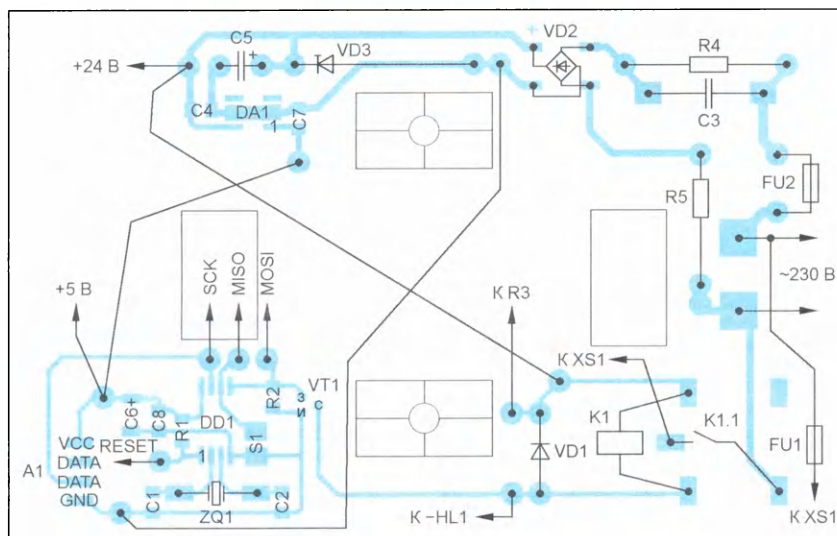 C5
+
VD3
+
VD2
R4
+24 В
C4
DA1
1
C7
C3
FU2
R5
+5 В
SCK
MISO
MOSI
К R3
~230 В
К XS1
VT1
З
И
С
R2
C6+
C8
R1
DD1
S1
K1
K1.1
VD1
FU1
A1
VCC
RESET
DATA
DATA
GND
1
C1
ZQ1
C2
К –HL1
К XS1